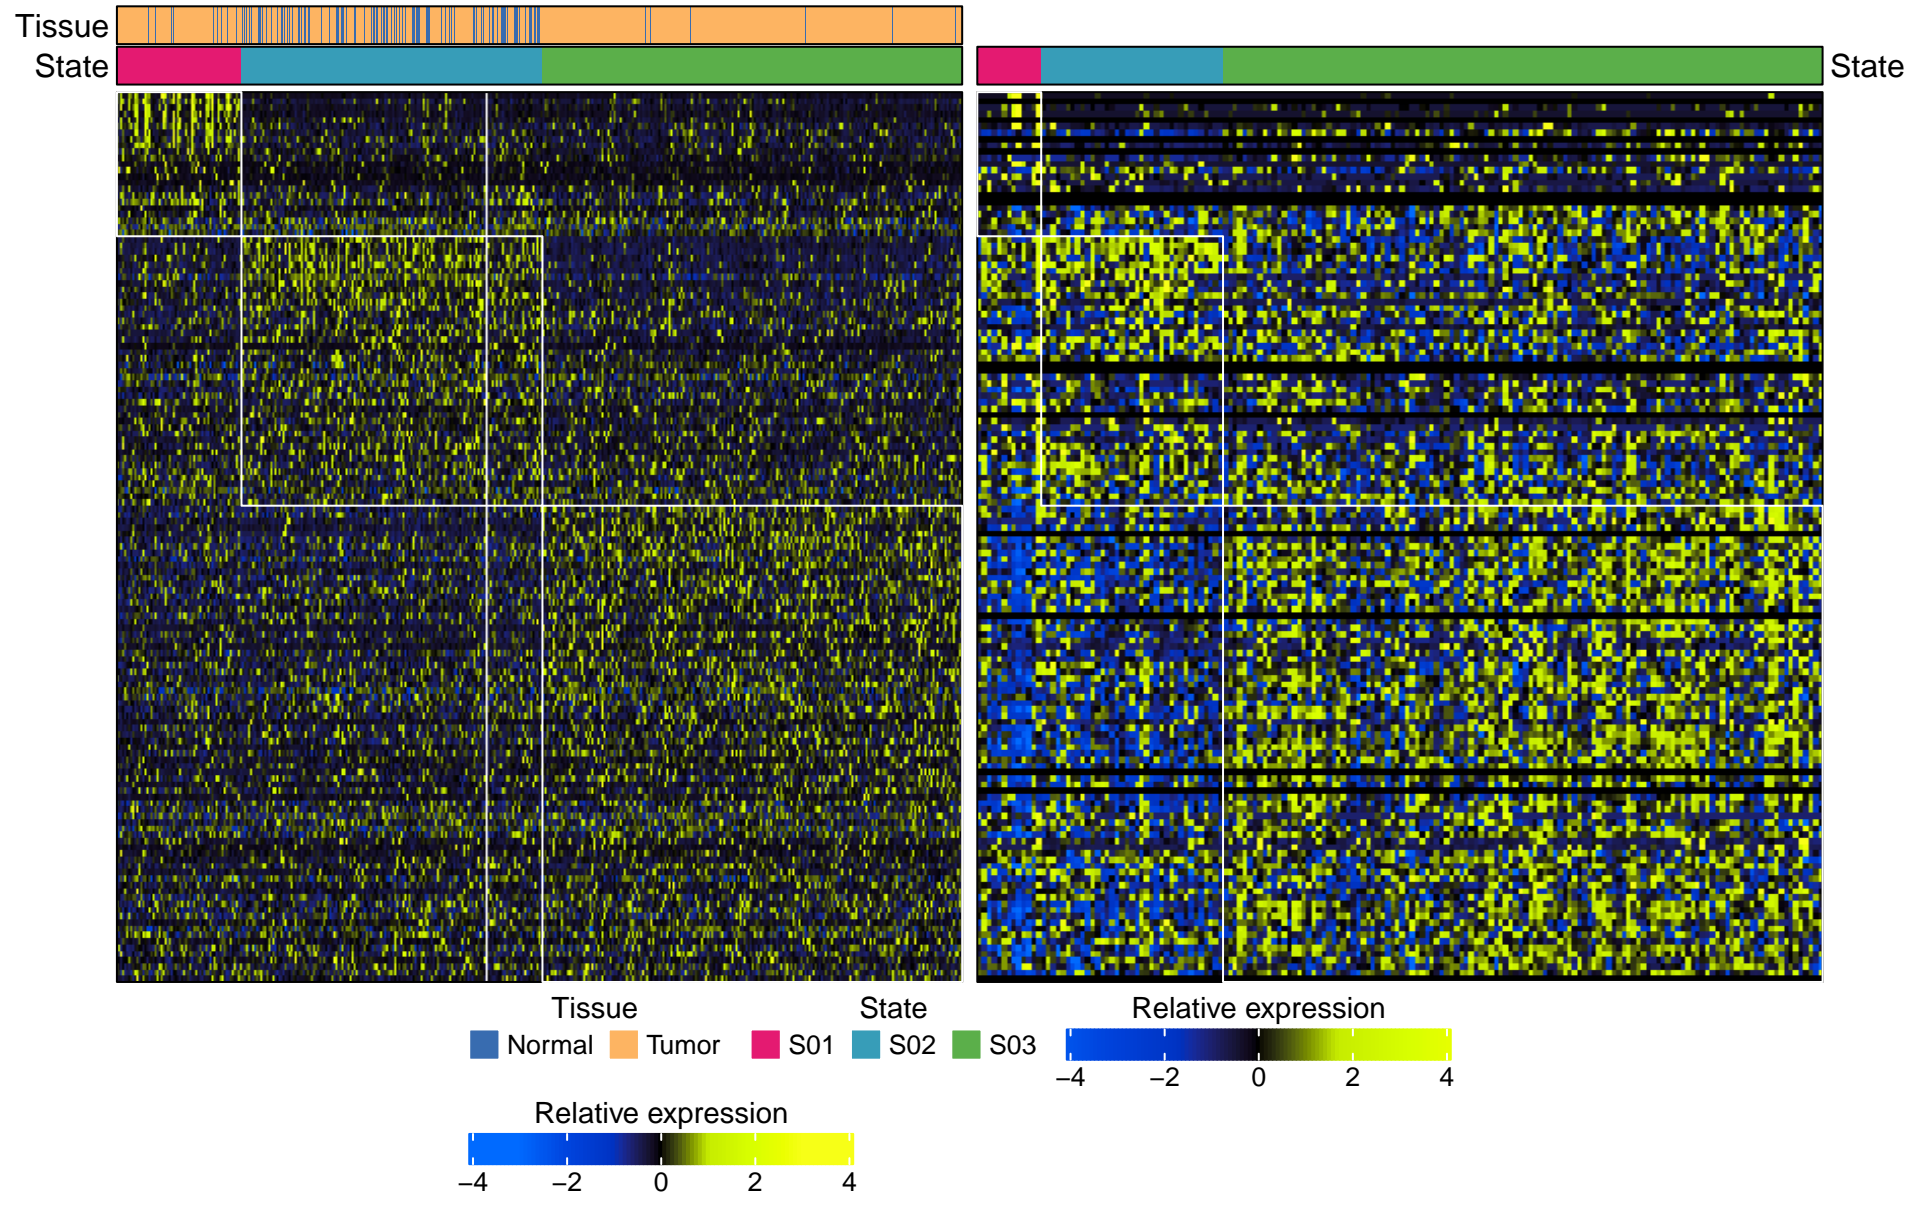 Tissue
State
State
Tissue
Normal Tumor
State
S01 S02 S03
Relative expression
−4 −2 0 2 4
Relative expression
−4 −2 0 2 4